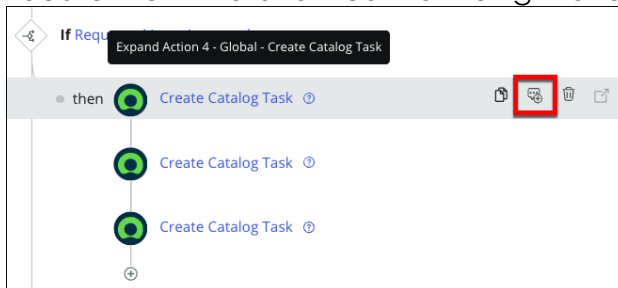 If Requ
Expand Action 4 - Global - Create Catalog Task
then Create Catalog Task
Create Catalog Task
Create Catalog Task